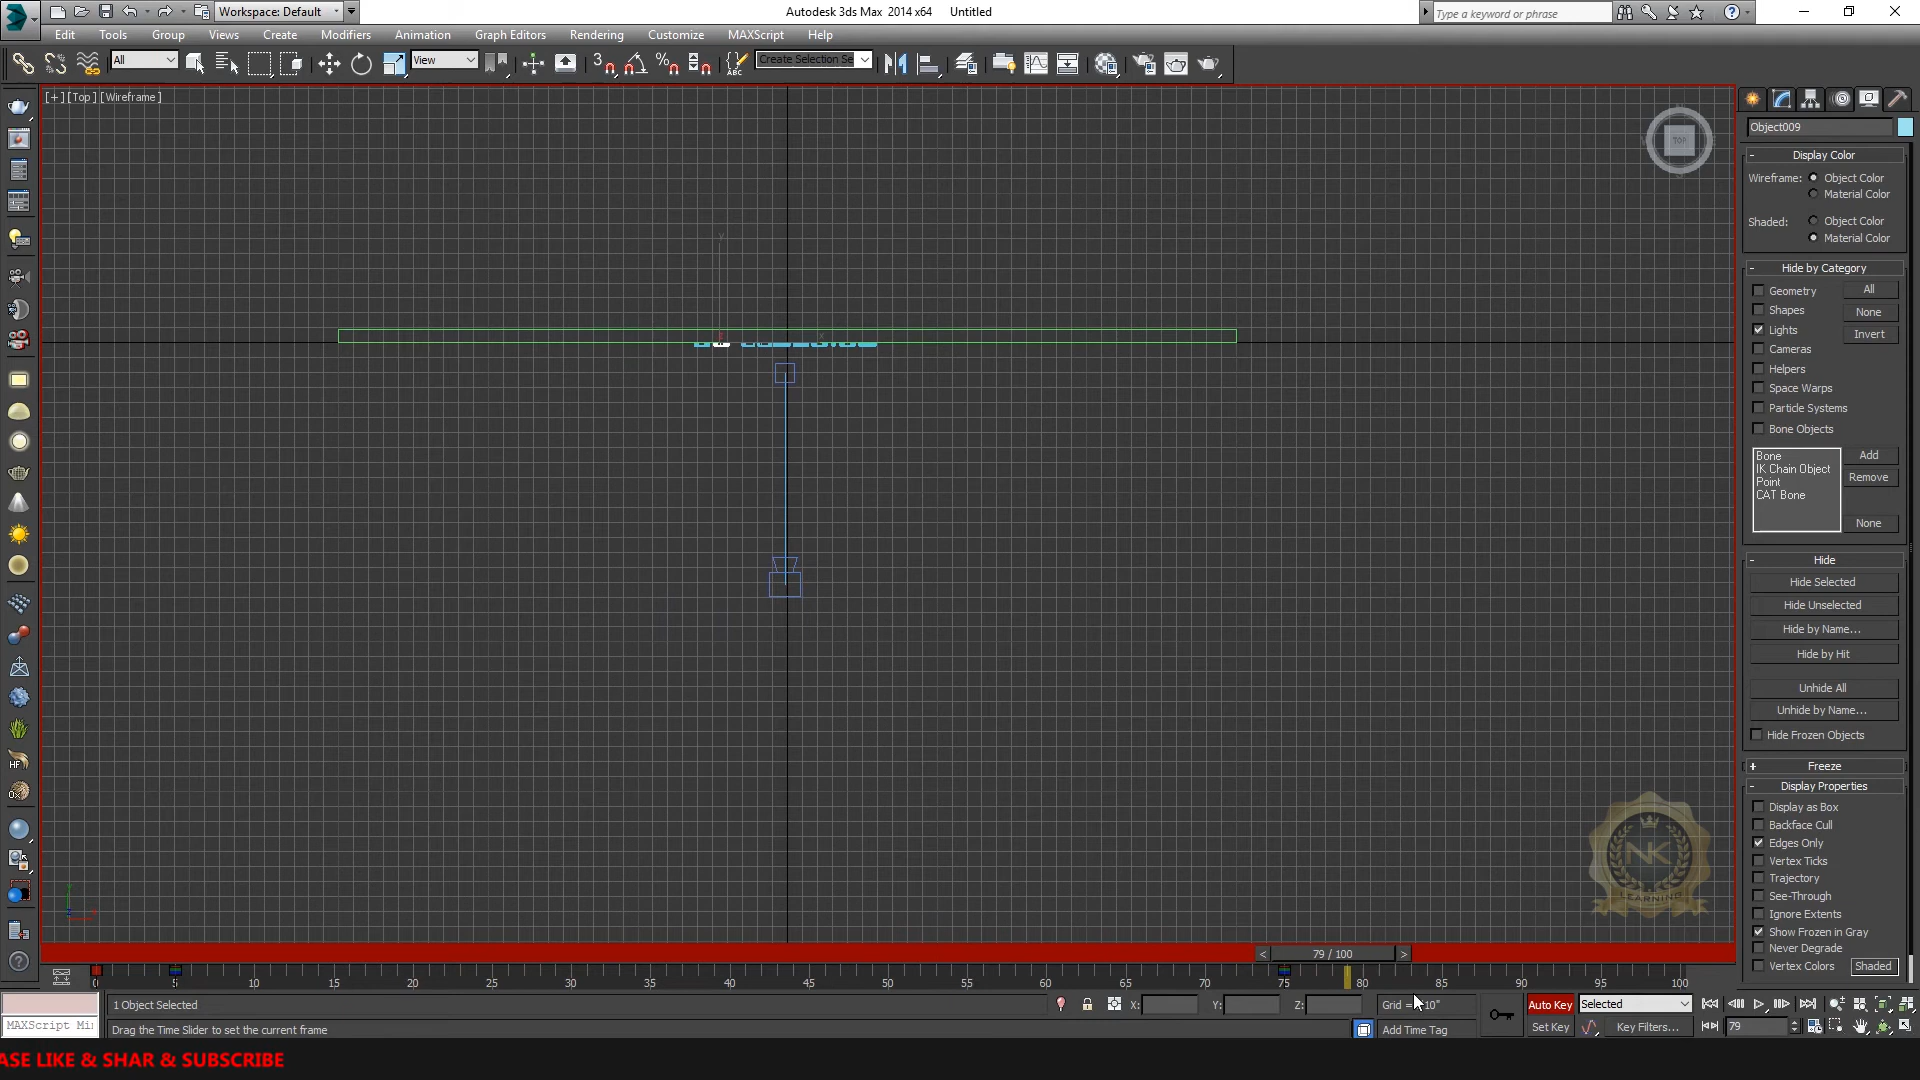 Workspace: Default
Autodesk 3ds Max 2014 x64 Untitled
Type a keyword or phrase
Edit Tools Group Views Create Modifiers Animation Graph Editors Rendering Customize MAXScript Help
All
View
3
%
ABC
Create Selection Se
[+][Top][Wireframe]
TOP
y
x
Object009
- Display Color
Wireframe: Object Color
Material Color
Shaded: Object Color
Material Color
- Hide by Category
Geometry All
Shapes None
Lights Invert
Cameras
Helpers
Space Warps
Particle Systems
Bone Objects
Bone Add
IK Chain Object Remove
Point
CAT Bone
None
- Hide
Hide Selected
Hide Unselected
Hide by Name...
Hide by Hit
Unhide All
Unhide by Name...
Hide Frozen Objects
+ Freeze
- Display Properties
Display as Box
Backface Cull
Edges Only
Vertex Ticks
Trajectory
See-Through
Ignore Extents
Show Frozen in Gray
Never Degrade
Vertex Colors Shaded
HF
NK
LEARNING
< 79 / 100 >
0 5 10 15 20 25 30 35 40 45 50 55 60 65 70 75 80 85 90 95 100
1 Object Selected X: Y: Z: Grid = 10" Auto Key Selected
MAXScript Mi Drag the Time Slider to set the current frame Add Time Tag Set Key Key Filters... 79
ASE LIKE & SHAR & SUBSCRIBE